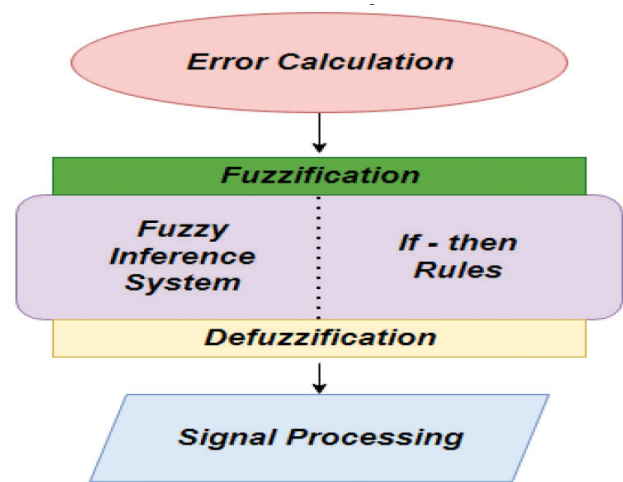 Error Calculation
Fuzzification
Fuzzy
Inference
System
If - then
Rules
Defuzzification
Signal Processing